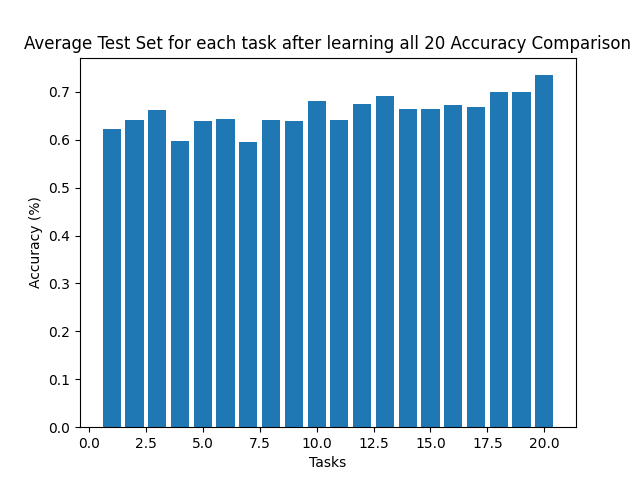 Average Test Set for each task after learning all 20 Accuracy Comparison
Accuracy (%)
0.7
0.6
0.5
0.4
0.3
0.2
0.1
0.0
0.0 2.5 5.0 7.5 10.0 12.5 15.0 17.5 20.0
Tasks